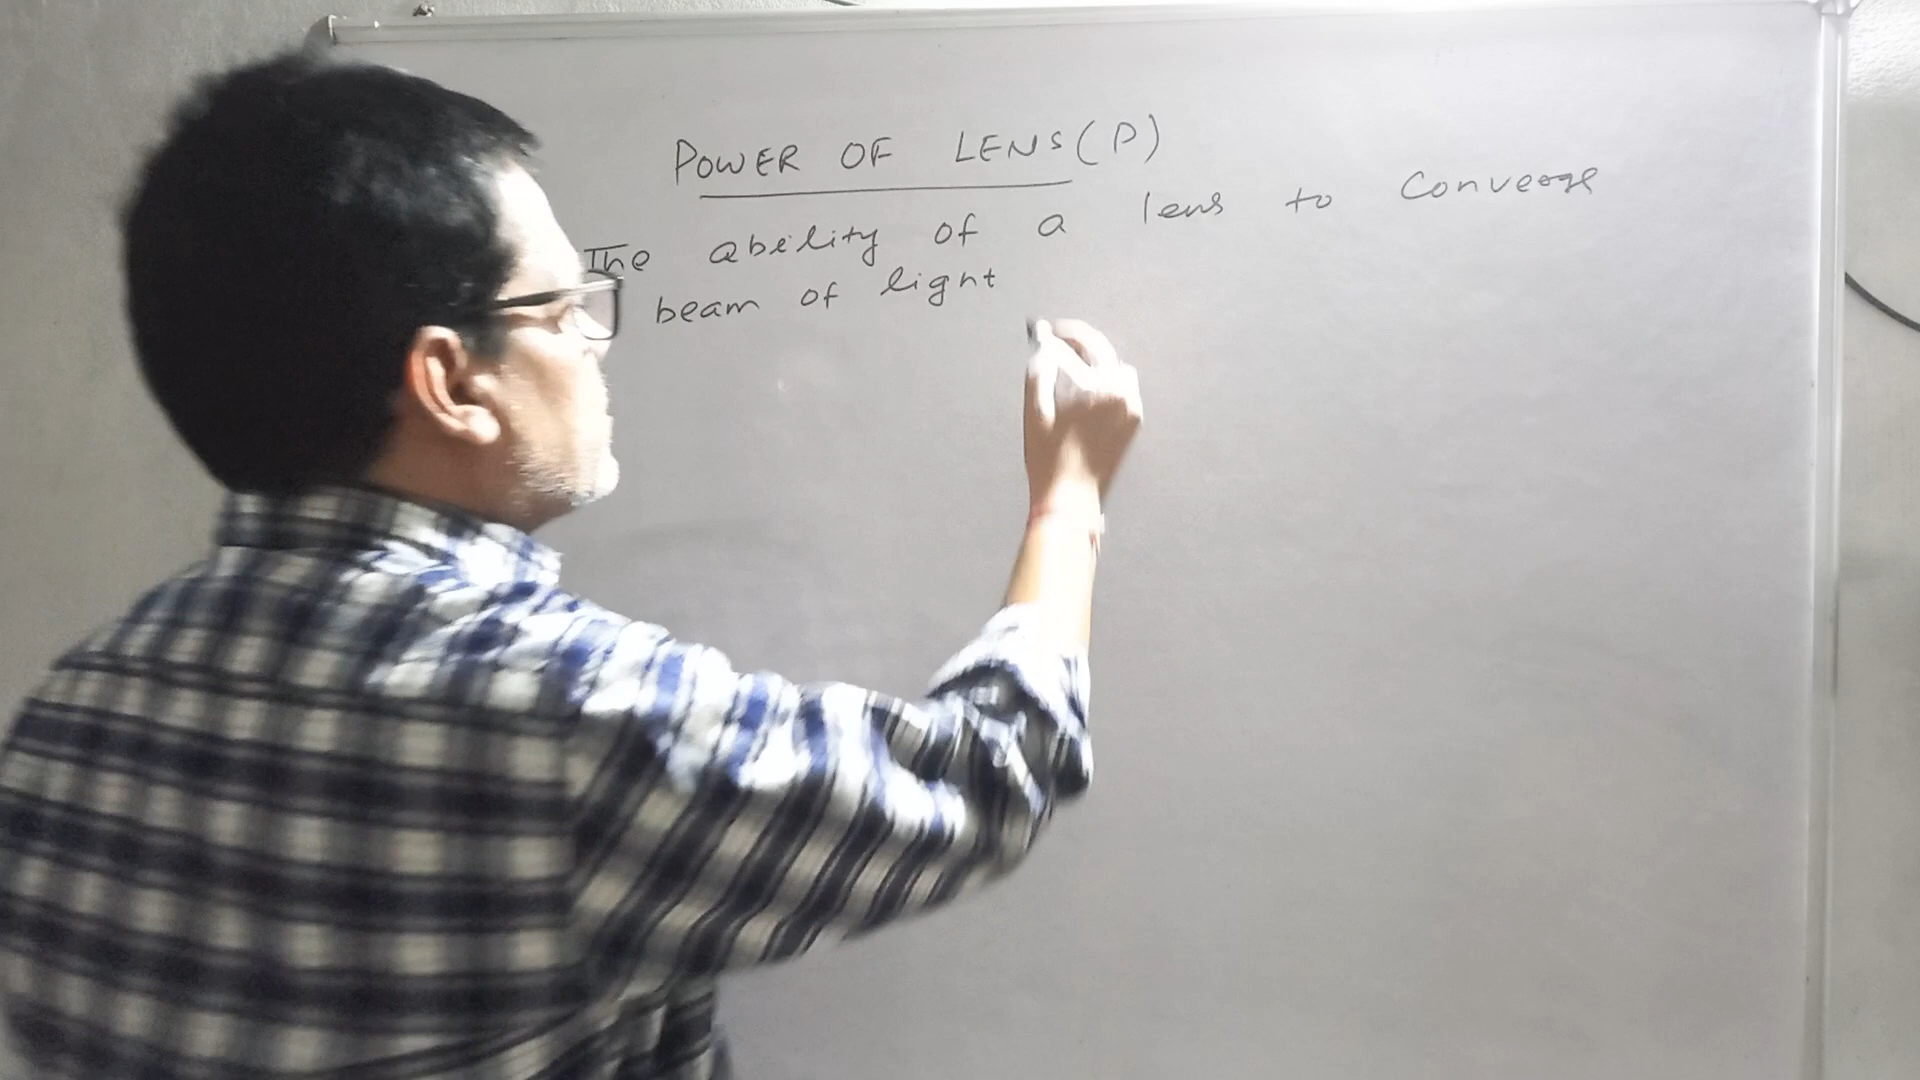 POWER OF LENS (P)
The ability of a lens to converge
beam of light